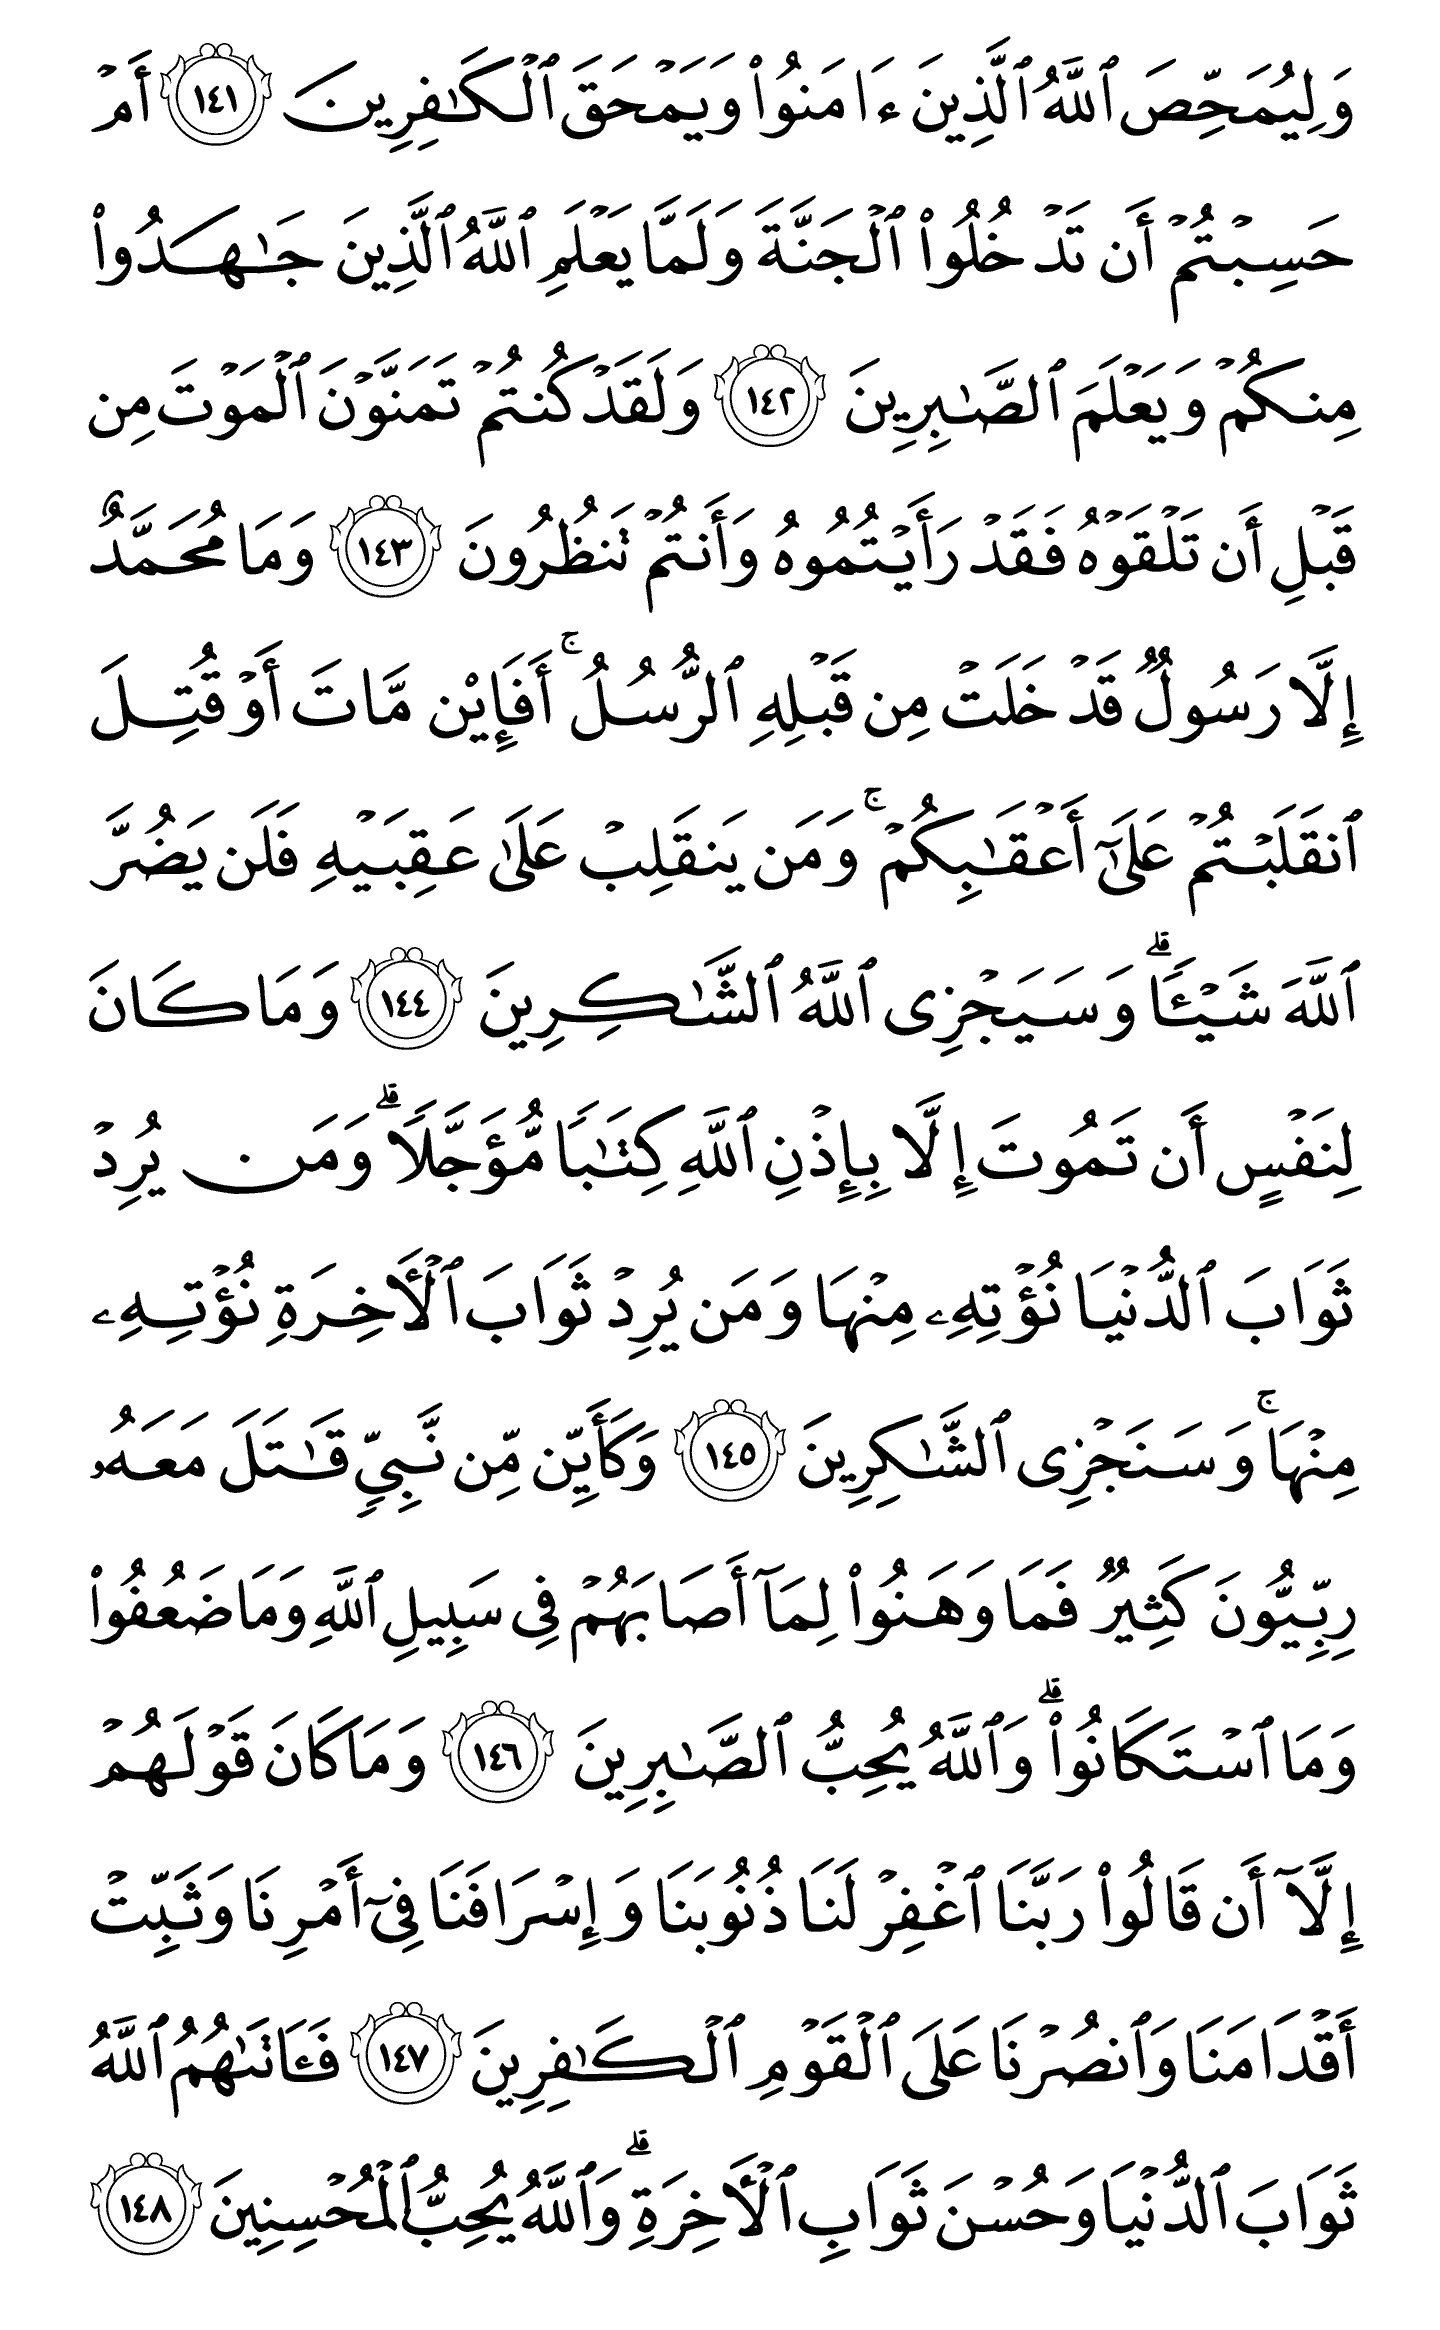 وَلِيُمَحِّصَ ٱللَّهُ ٱلَّذِينَ ءَامَنُوا۟ وَيَمْحَقَ ٱلْكَـٰفِرِينَ ١٤١ أَمْ
حَسِبْتُمْ أَن تَدْخُلُوا۟ ٱلْجَنَّةَ وَلَمَّا يَعْلَمِ ٱللَّهُ ٱلَّذِينَ جَـٰهَدُوا۟
مِنكُمْ وَيَعْلَمَ ٱلصَّـٰبِرِينَ ١٤٢ وَلَقَدْ كُنتُمْ تَمَنَّوْنَ ٱلْمَوْتَ مِن
قَبْلِ أَن تَلْقَوْهُ فَقَدْ رَأَيْتُمُوهُ وَأَنتُمْ تَنظُرُونَ ١٤٣ وَمَا مُحَمَّدٌ
إِلَّا رَسُولٌ قَدْ خَلَتْ مِن قَبْلِهِ ٱلرُّسُلُ ۚ أَفَإِي۟ن مَّاتَ أَوْ قُتِلَ
ٱنقَلَبْتُمْ عَلَىٰٓ أَعْقَـٰبِكُمْ ۚ وَمَن يَنقَلِبْ عَلَىٰ عَقِبَيْهِ فَلَن يَضُرَّ
ٱللَّهَ شَيْـًٔا ۗ وَسَيَجْزِى ٱللَّهُ ٱلشَّـٰكِرِينَ ١٤٤ وَمَا كَانَ
لِنَفْسٍ أَن تَمُوتَ إِلَّا بِإِذْنِ ٱللَّهِ كِتَـٰبًا مُّؤَجَّلًا ۗ وَمَن يُرِدْ
ثَوَابَ ٱلدُّنْيَا نُؤْتِهِۦ مِنْهَا وَمَن يُرِدْ ثَوَابَ ٱلْـَٔاخِرَةِ نُؤْتِهِۦ
مِنْهَا ۚ وَسَنَجْزِى ٱلشَّـٰكِرِينَ ١٤٥ وَكَأَيِّن مِّن نَّبِىٍّ قَـٰتَلَ مَعَهُۥ
رِبِّيُّونَ كَثِيرٌ فَمَا وَهَنُوا۟ لِمَآ أَصَابَهُمْ فِى سَبِيلِ ٱللَّهِ وَمَا ضَعُفُوا۟
وَمَا ٱسْتَكَانُوا۟ ۗ وَٱللَّهُ يُحِبُّ ٱلصَّـٰبِرِينَ ١٤٦ وَمَا كَانَ قَوْلَهُمْ
إِلَّآ أَن قَالُوا۟ رَبَّنَا ٱغْفِرْ لَنَا ذُنُوبَنَا وَإِسْرَافَنَا فِىٓ أَمْرِنَا وَثَبِّتْ
أَقْدَامَنَا وَٱنصُرْنَا عَلَى ٱلْقَوْمِ ٱلْكَـٰفِرِينَ ١٤٧ فَـَٔاتَىٰهُمُ ٱللَّهُ
ثَوَابَ ٱلدُّنْيَا وَحُسْنَ ثَوَابِ ٱلْـَٔاخِرَةِ ۗ وَٱللَّهُ يُحِبُّ ٱلْمُحْسِنِينَ ١٤٨